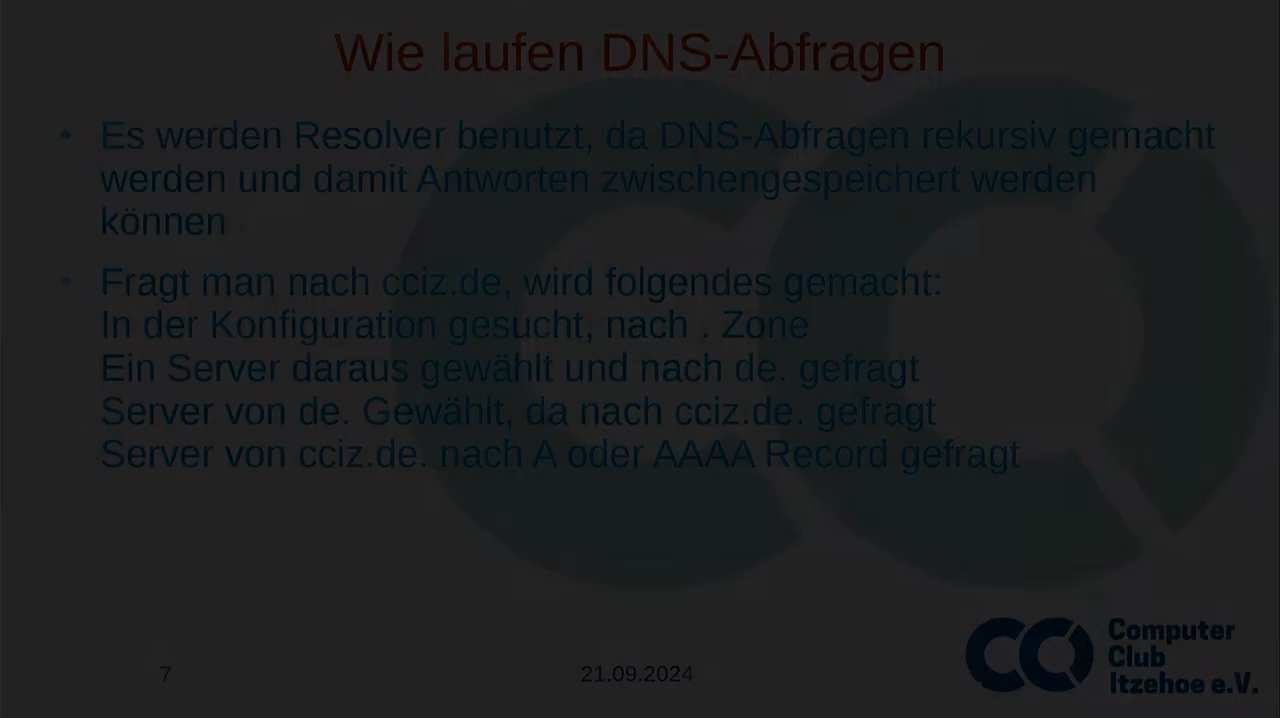 Wie laufen DNS-Abfragen
• Es werden Resolver benutzt, da DNS-Abfragen rekursiv gemacht
werden und damit Antworten zwischengespeichert werden
können
• Fragt man nach cciz.de, wird folgendes gemacht:
In der Konfiguration gesucht, nach . Zone
Ein Server daraus gewählt und nach de. gefragt
Server von de. Gewählt, da nach cciz.de. gefragt
Server von cciz.de. nach A oder AAAA Record gefragt
7
21.09.2024
Computer
Club
Itzehoe e.V.